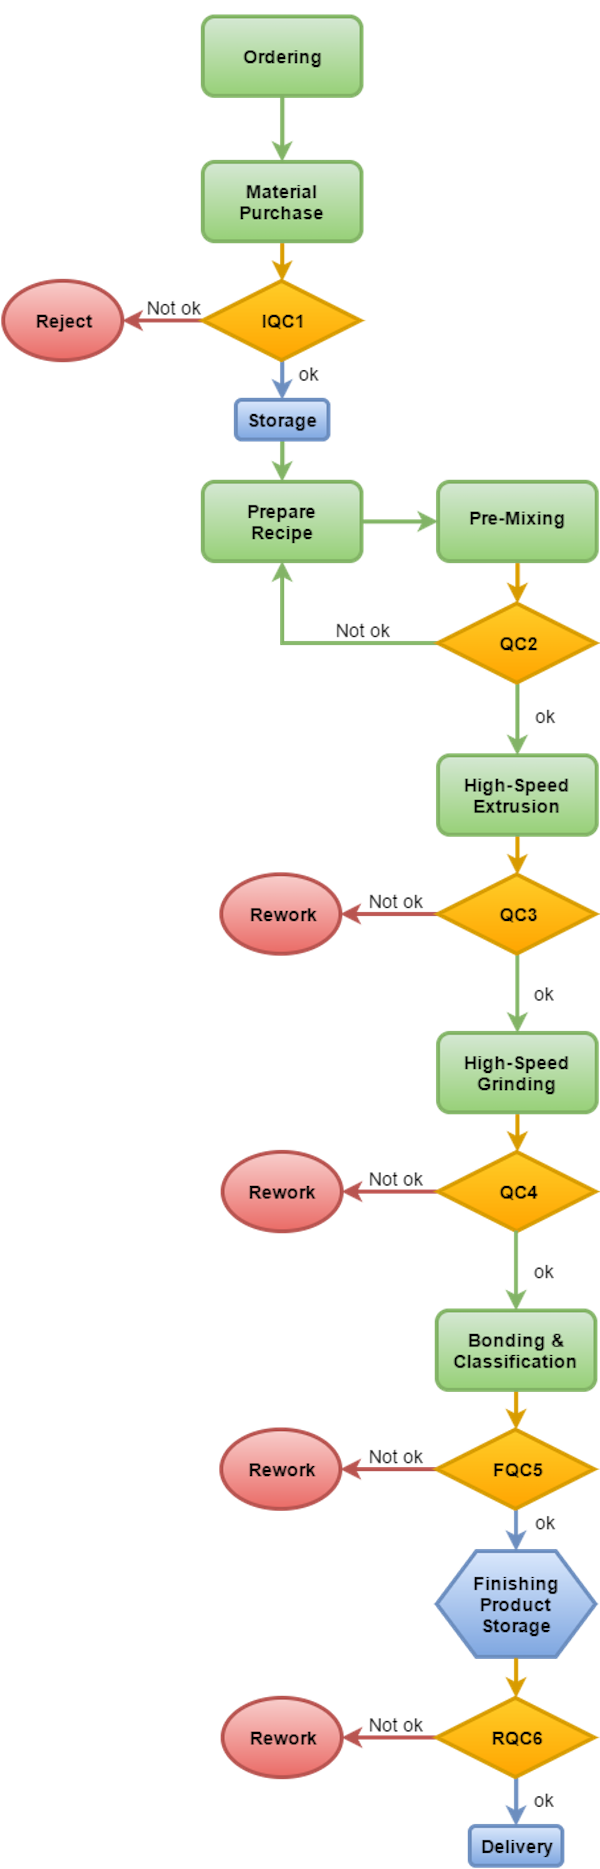 Ordering
Material
Purchase
Not ok
Reject
IQC1
ok
Storage
Prepare
Recipe
Pre-Mixing
Not ok
QC2
ok
High-Speed
Extrusion
Not ok
Rework
QC3
ok
High-Speed
Grinding
Not ok
Rework
QC4
ok
Bonding &
Classification
Not ok
Rework
FQC5
ok
Finishing
Product
Storage
Not ok
Rework
RQC6
ok
Delivery